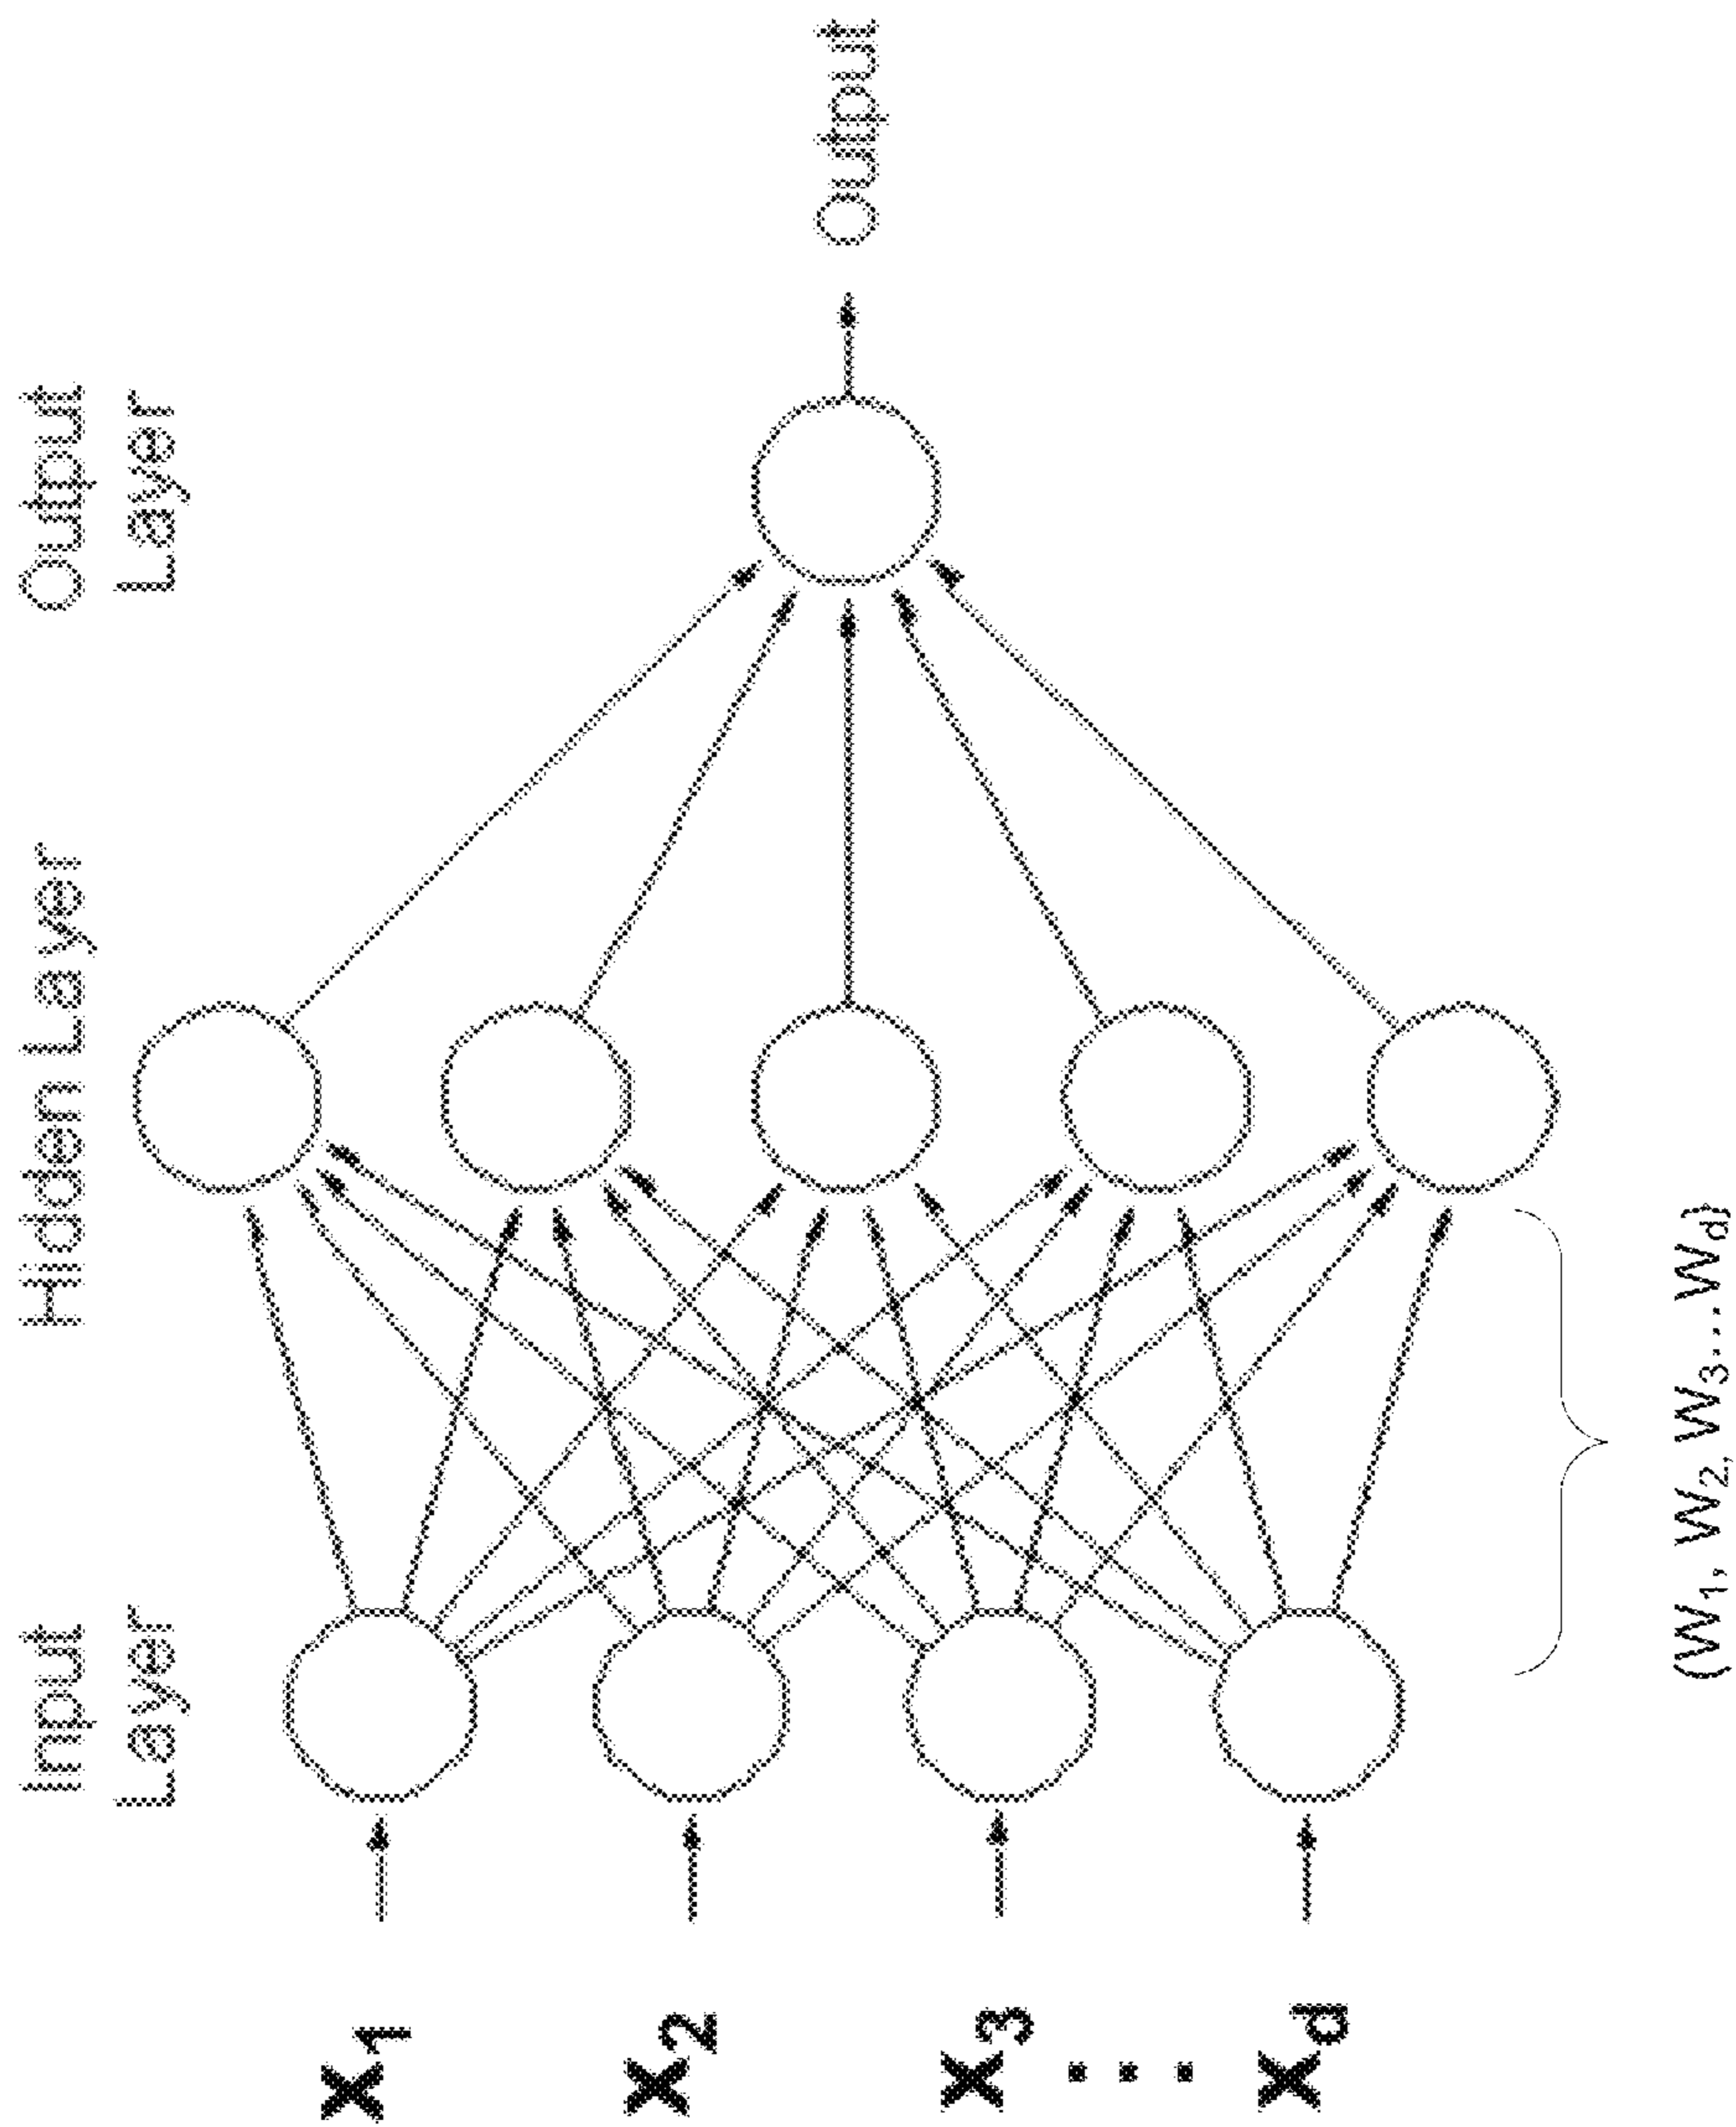 Input
Layer
Hidden Layer
Output
Layer
x1
x2
x3
...
xd
Output
(W1, W2, W3...Wd)